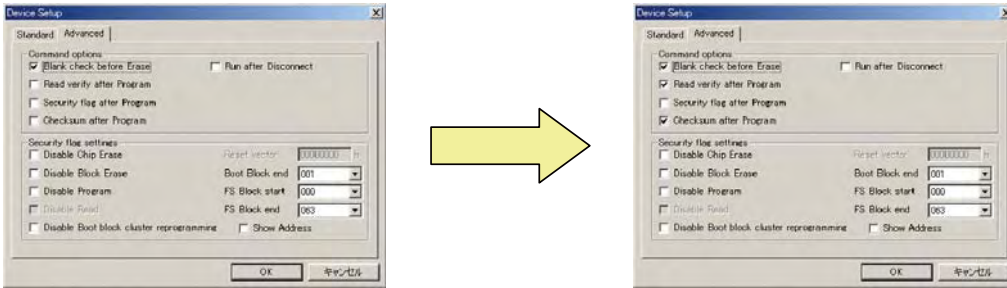 Device Setup
Standard Advanced
Command options
Blank check before Erase Run after Disconnect
Read verify after Program
Security flag after Program
Checksum after Program
Security flag settings
Disable Chip Erase Reset vector 00000000 h
Disable Block Erase Boot Block end 001
Disable Program FS Block start 000
Disable Read FS Block end 063
Disable Boot block cluster reprogramming Show Address
OK キャンセル
Device Setup
Standard Advanced
Command options
Blank check before Erase Run after Disconnect
Read verify after Program
Security flag after Program
Checksum after Program
Security flag settings
Disable Chip Erase Reset vector 00000000 h
Disable Block Erase Boot Block end 001
Disable Program FS Block start 000
Disable Read FS Block end 063
Disable Boot block cluster reprogramming Show Address
OK キャンセル